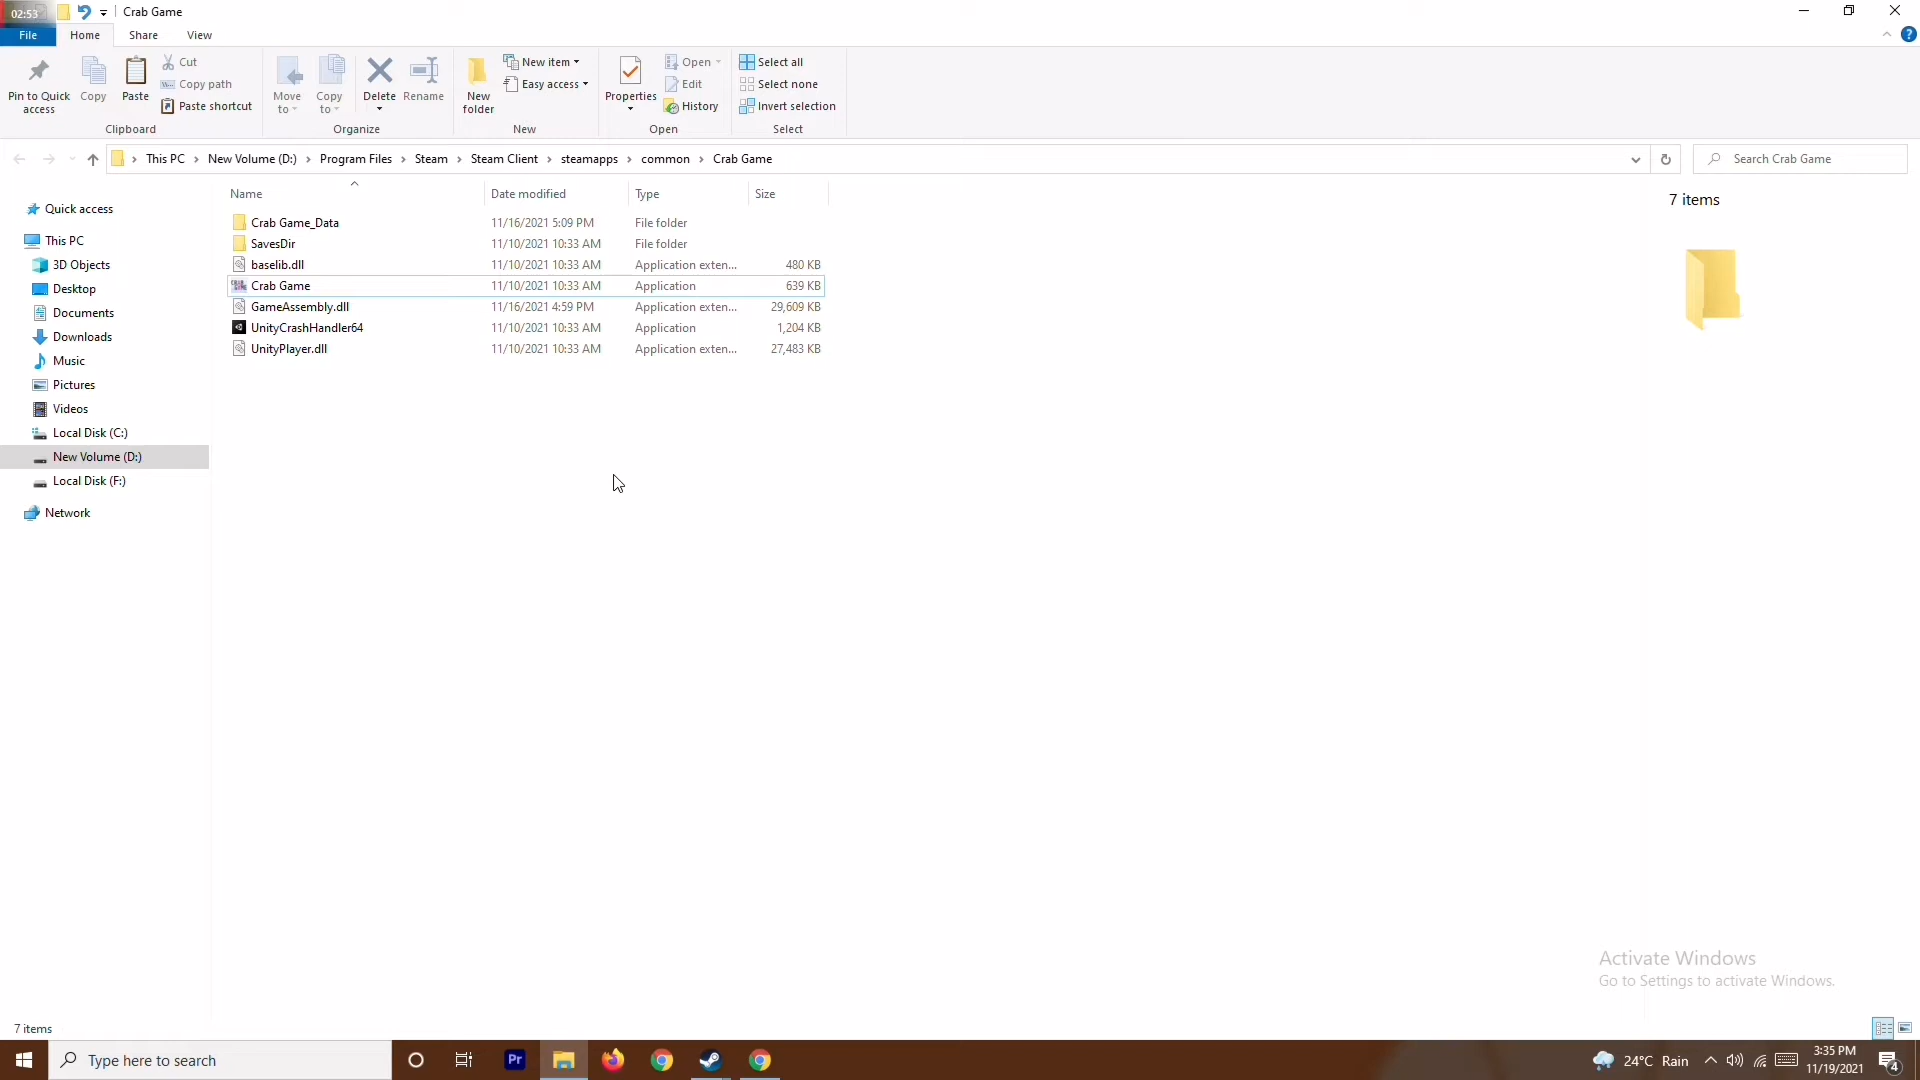 02:53 Crab Game
File Home Share View
Pin to Quick access
Copy
Paste
Cut
Copy path
Paste shortcut
Clipboard
Move to
Copy to
Delete
Rename
Organize
New folder
New item
Easy access
New
Properties
Open
Edit
History
Open
Select all
Select none
Invert selection
Select
This PC New Volume (D:) Program Files Steam Steam Client steamapps common Crab Game
Search Crab Game
Quick access
This PC
3D Objects
Desktop
Documents
Downloads
Music
Pictures
Videos
Local Disk (C:)
New Volume (D:)
Local Disk (F:)
Network
Name Date modified Type Size
Crab Game_Data 11/16/2021 5:09 PM File folder
SavesDir 11/10/2021 10:33 AM File folder
baselib.dll 11/10/2021 10:33 AM Application exten... 480 KB
Crab Game 11/10/2021 10:33 AM Application 639 KB
GameAssembly.dll 11/16/2021 4:59 PM Application exten... 29,609 KB
UnityCrashHandler64 11/10/2021 10:33 AM Application 1,204 KB
UnityPlayer.dll 11/10/2021 10:33 AM Application exten... 27,483 KB
7 items
Activate Windows
Go to Settings to activate Windows.
7 items
Type here to search
Pr
24°C Rain
3:35 PM
11/19/2021
4